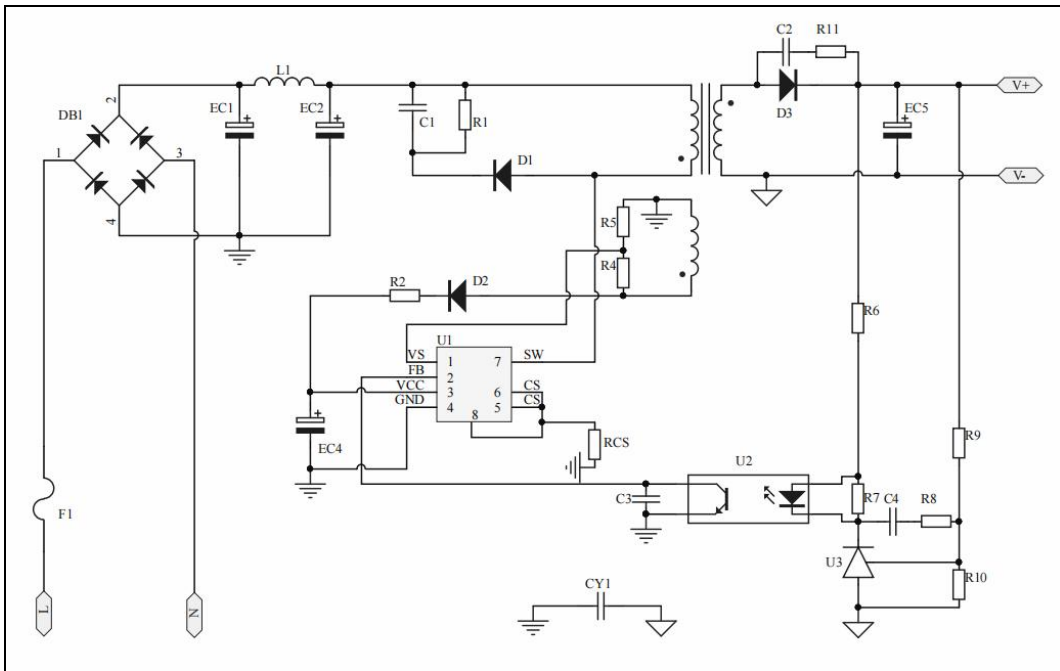 C2
R11
L1
V+
2
DB1
EC1
+
EC2
+
C1
R1
D3
EC5
+
1
3
D1
V-
4
R5
R4
R2
D2
R6
U1
VS
1
7
SW
FB
2
VCC
3
6
CS
GND
4
5
CS
8
+
EC4
RCS
R9
U2
C3
R7
C4
R8
F1
U3
R10
CY1
L
N